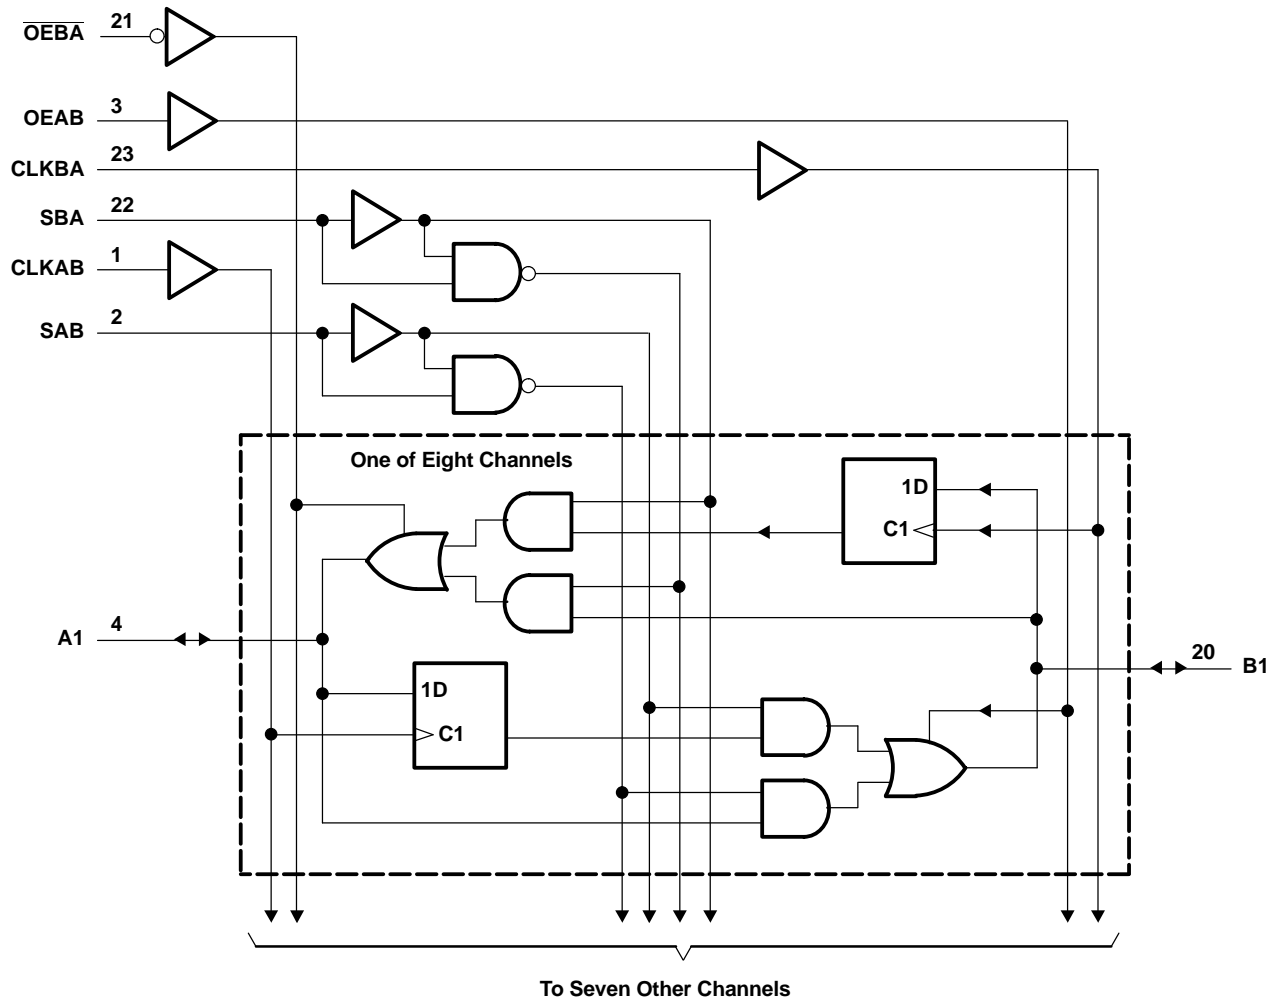 OEBA 21
OEAB 3
CLKBA 23
SBA 22
CLKAB 1
SAB 2
One of Eight Channels
1D
C1
A1 4
1D
C1
20 B1
To Seven Other Channels